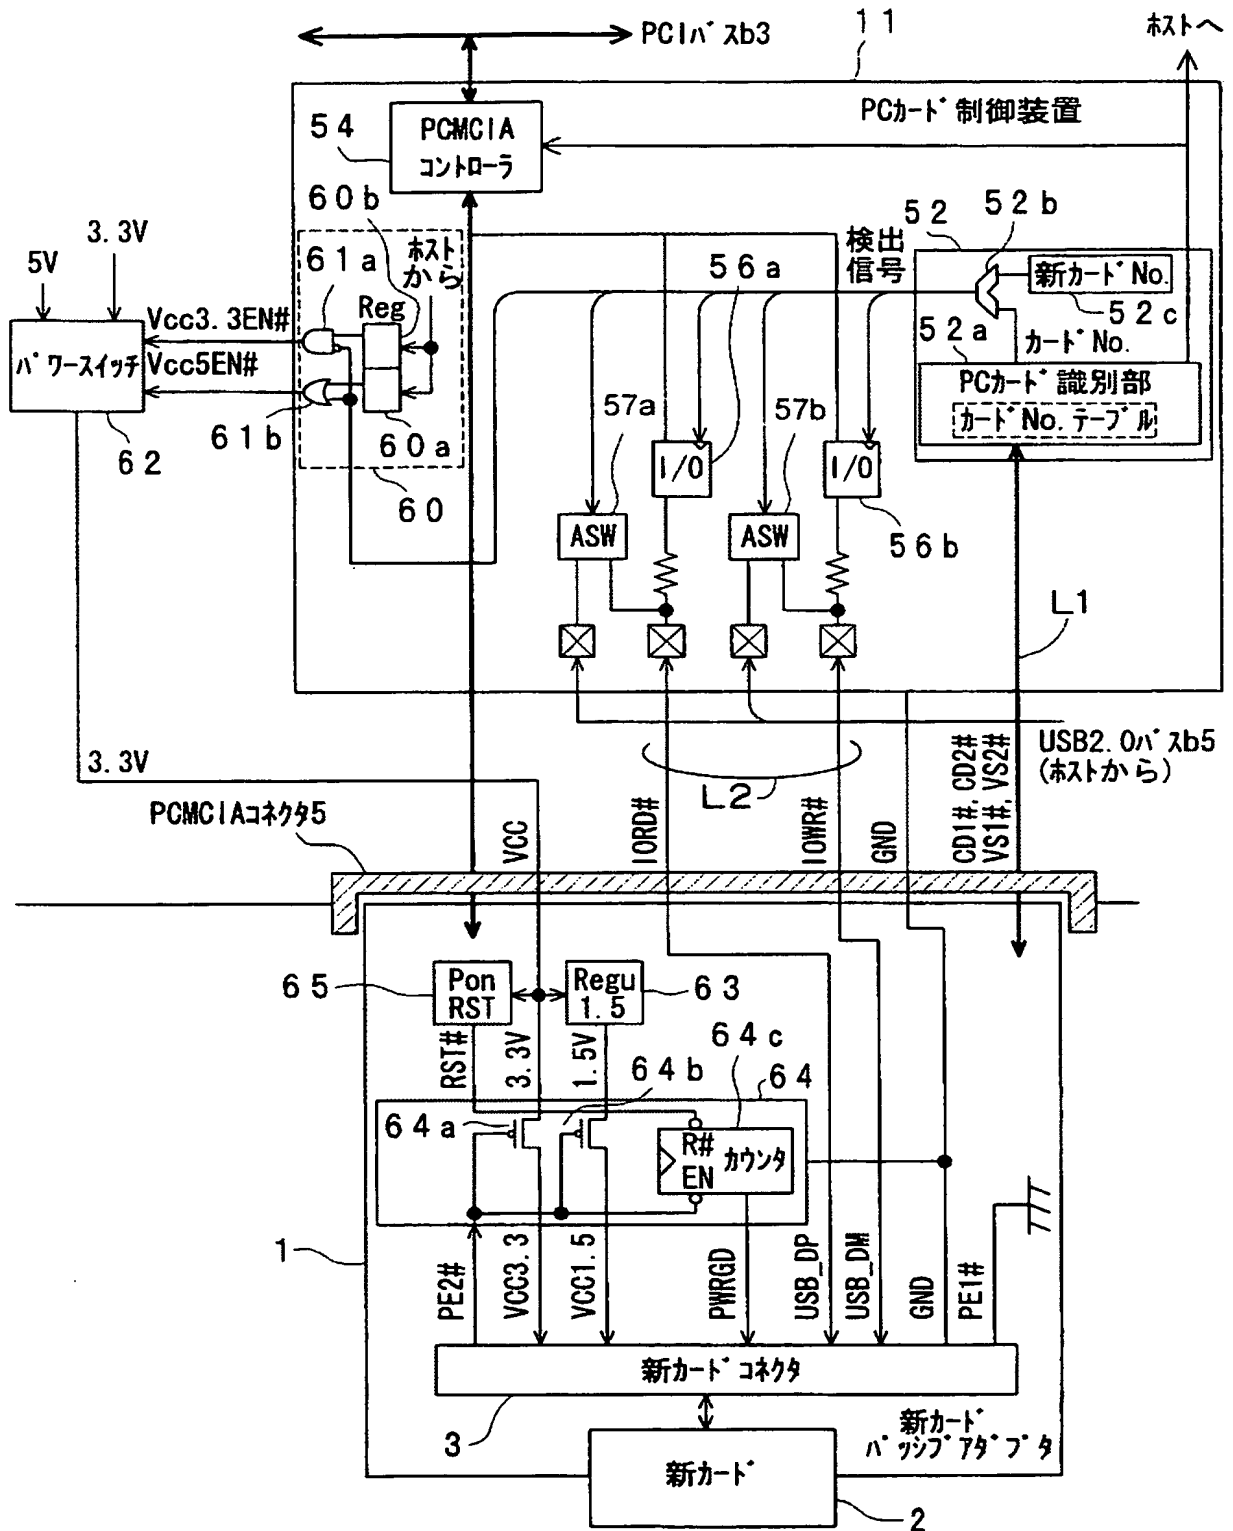 PCIバスb3
11
ホストへ
PCカード制御装置
54
PCMCIA
コントローラ
60b
3.3V
5V
61a
ホスト
から
Reg
56a
検出
信号
52
52b
新カードNo.
52c
52a
カードNo.
Vcc3.3EN#
パワースイッチ
Vcc5EN#
PCカード識別部
カードNo.テーブル
61b
60a
62
60
57a
57b
I/O
I/O
ASW
ASW
56b
L1
USB2.0バスb5
(ホストから)
3.3V
L2
PCMCIAコネクタ5
VCC
IORD#
IOWR#
GND
CD1#, CD2#
VS1#, VS2#
65
Pon
RST
Regu
1.5
63
RST#
3.3V
1.5V
64b
64c
64
64a
R#
EN
カウンタ
1
PE2#
VCC3.3
VCC1.5
PWRGD
USB_DP
USB_DM
GND
PE1#
新カードコネクタ
3
新カード
パッシブアダプタ
新カード
2